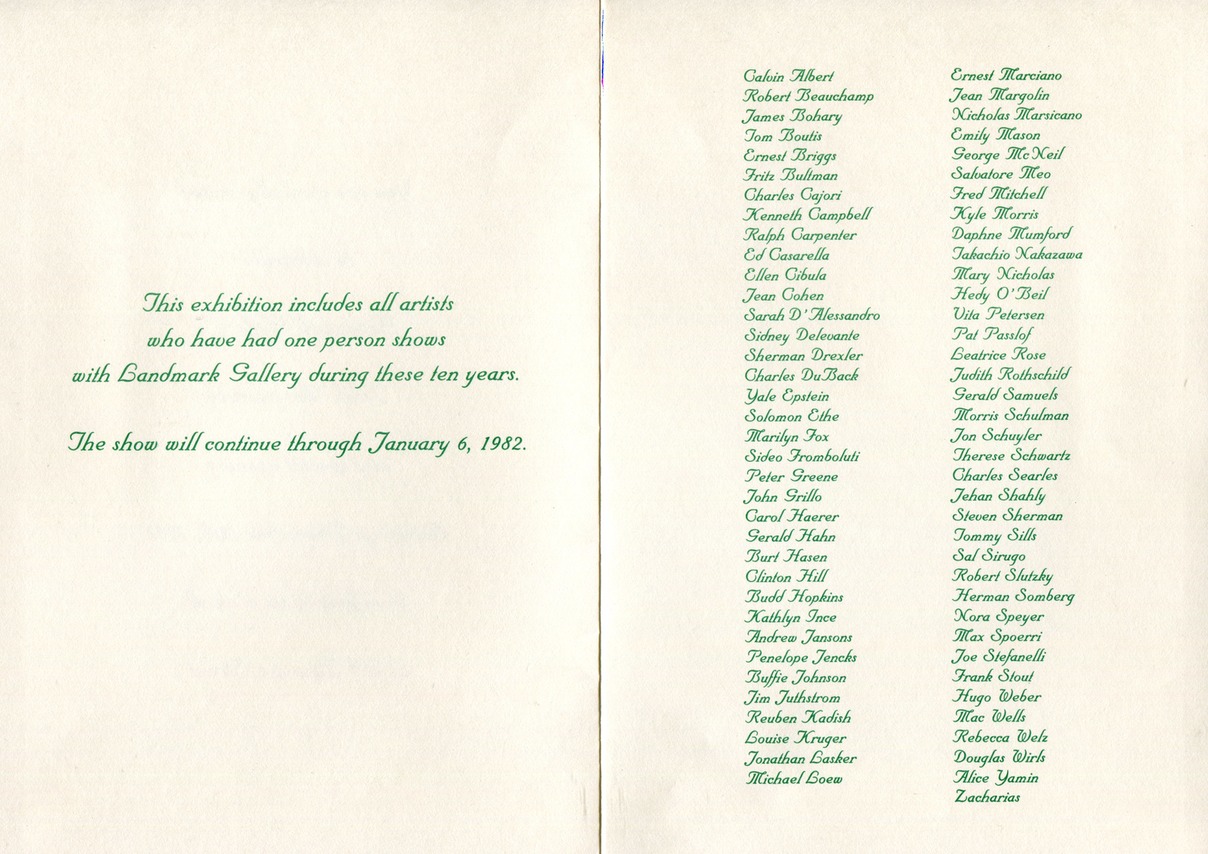 This exhibition includes all artists
who have had one person shows
with Landmark Gallery during these ten years.
The show will continue through January 6, 1982.
Calvin Albert
Robert Beauchamp
James Bohary
Tom Boutis
Ernest Briggs
Fritz Bultman
Charles Cajori
Kenneth Campbell
Ralph Carpenter
Ed Casarella
Ellen Cibula
Jean Cohen
Sarah D'Alessandro
Sidney Delevante
Sherman Drexler
Charles DuBack
Yale Epstein
Solomon Ethe
Marilyn Fox
Sideo Fromboluti
Peter Greene
John Grillo
Carol Haerer
Gerald Hahn
Burt Hasen
Clinton Hill
Budd Hopkins
Kathlyn Ince
Andrew Jansons
Penelope Jencks
Buffie Johnson
Jim Juthstrom
Reuben Kadish
Louise Kruger
Jonathan Lasker
Michael Loew
Ernest Marciano
Jean Margolin
Nicholas Marsicano
Emily Mason
George McNeil
Salvatore Meo
Fred Mitchell
Kyle Morris
Daphne Mumford
Takachio Nakazawa
Mary Nicholas
Hedy O'Beil
Vita Petersen
Pat Passlof
Leatrice Rose
Judith Rothschild
Gerald Samuels
Morris Schulman
Jon Schuyler
Therese Schwartz
Charles Searles
Jehan Shahly
Steven Sherman
Tommy Sills
Sal Sirugo
Robert Slutzky
Herman Somberg
Nora Speyer
Max Spoerri
Joe Stefanelli
Frank Stout
Hugo Weber
Mac Wells
Rebecca Welz
Douglas Wirls
Alice Yamin
Zacharias